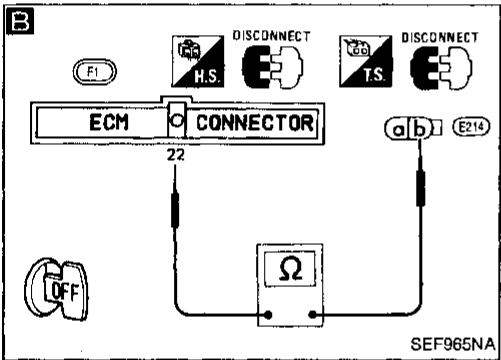 B
DISCONNECT
DISCONNECT
F1
H.S.
T.S.
ECM CONNECTOR
a b
E214
22
Ω
OFF
SEF965NA